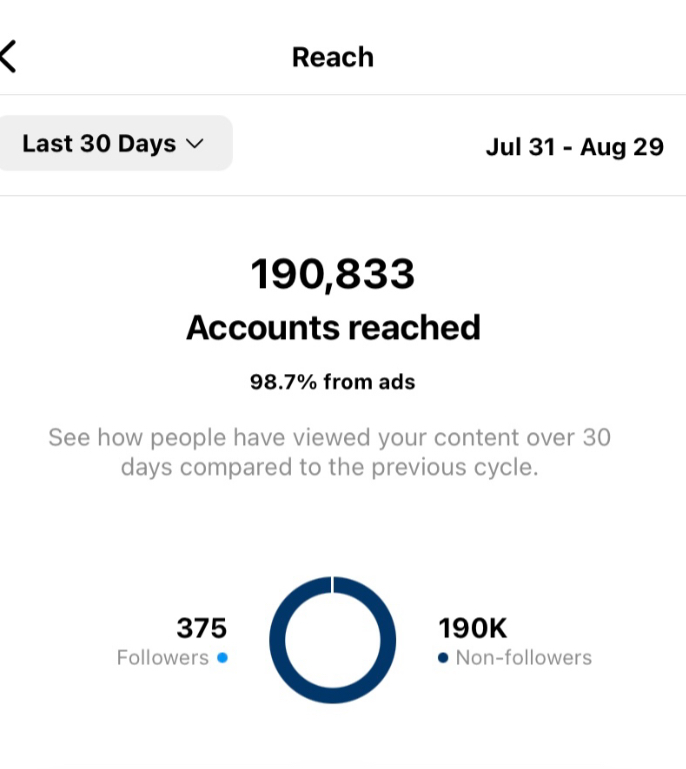 Reach
Last 30 Days
Jul 31 - Aug 29
190,833
Accounts reached
98.7% from ads
See how people have viewed your content over 30
days compared to the previous cycle.
375
Followers
190K
Non-followers